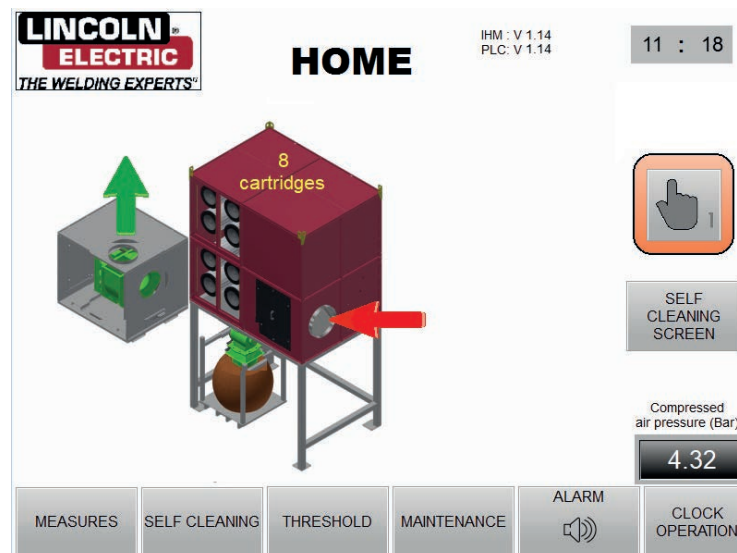 LINCOLN ®
ELECTRIC
THE WELDING EXPERTS®
HOME
IHM : V 1.14
PLC: V 1.14
11 : 18
8
cartridges
1
SELF
CLEANING
SCREEN
Compressed
air pressure (Bar)
4.32
MEASURES
SELF CLEANING
THRESHOLD
MAINTENANCE
ALARM
CLOCK
OPERATION